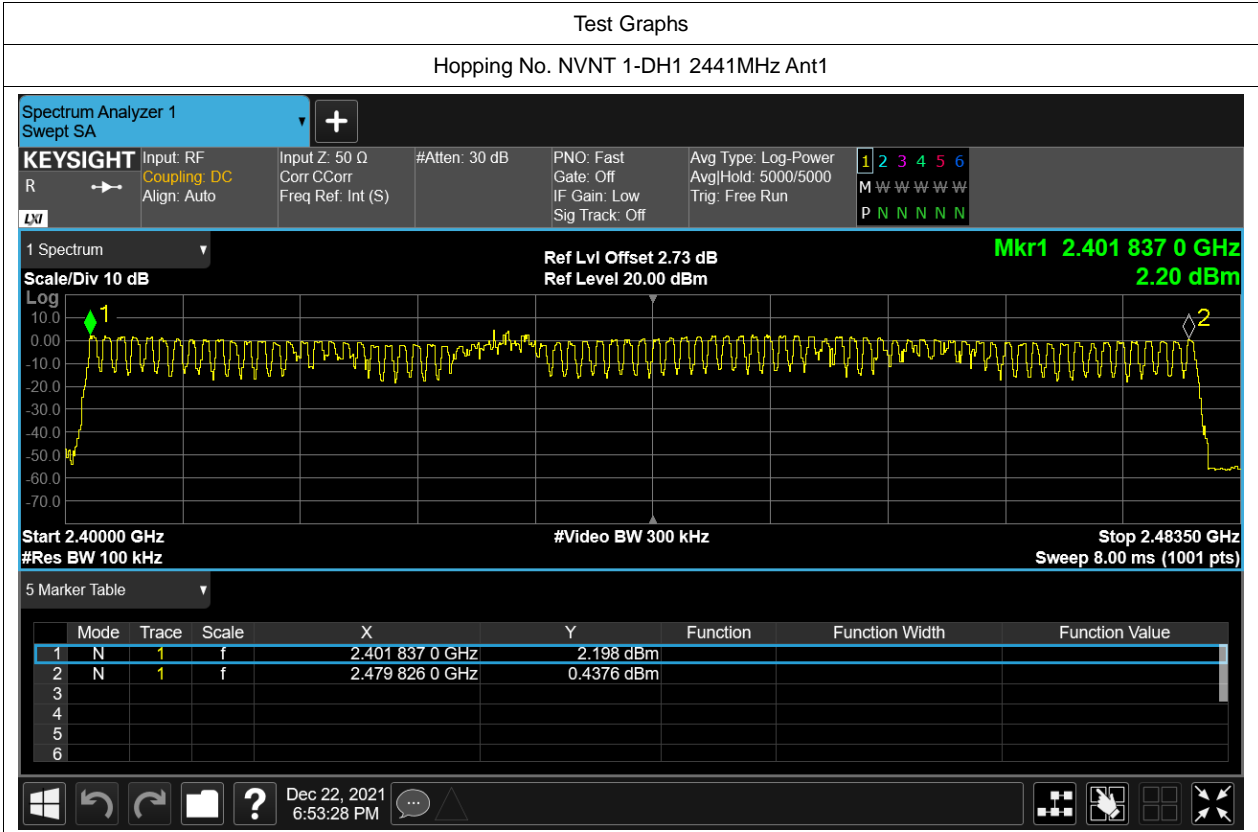 Test Graphs
Hopping No. NVNT 1-DH1 2441MHz Ant1
Spectrum Analyzer 1
Swept SA
+
KEYSIGHT
R
LXI
Input: RF
Coupling: DC
Align: Auto
Input Z: 50 Ω
Corr CCorr
Freq Ref: Int (S)
#Atten: 30 dB
PNO: Fast
Gate: Off
IF Gain: Low
Sig Track: Off
Avg Type: Log-Power
Avg|Hold: 5000/5000
Trig: Free Run
1 2 3 4 5 6
M W W W W W
P N N N N N
1 Spectrum
Scale/Div 10 dB
Ref Lvl Offset 2.73 dB
Ref Level 20.00 dBm
Mkr1 2.401 837 0 GHz
2.20 dBm
Log
10.0
0.00
-10.0
-20.0
-30.0
-40.0
-50.0
-60.0
-70.0
1
2
Start 2.40000 GHz
#Res BW 100 kHz
#Video BW 300 kHz
Stop 2.48350 GHz
Sweep 8.00 ms (1001 pts)
5 Marker Table
Mode Trace Scale X Y Function Function Width Function Value
1 N 1 f 2.401 837 0 GHz 2.198 dBm
2 N 1 f 2.479 826 0 GHz 0.4376 dBm
3
4
5
6
?
Dec 22, 2021
6:53:28 PM